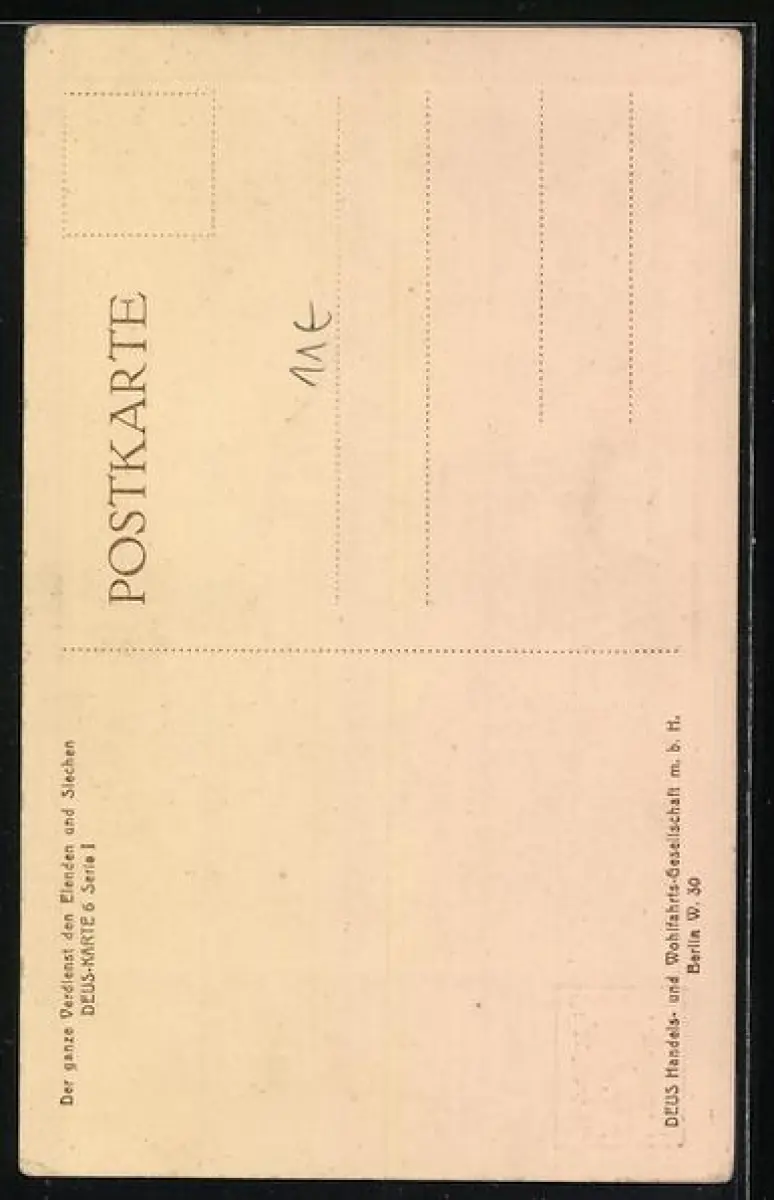 Der ganze Verdienst den Elenden und Siechen
DEUS-KARTE 6 Serie I
POSTKARTE
11€
DEUS Handels- und Wohlfahrts-Gesellschaft m. b. H.
Berlin W. 30